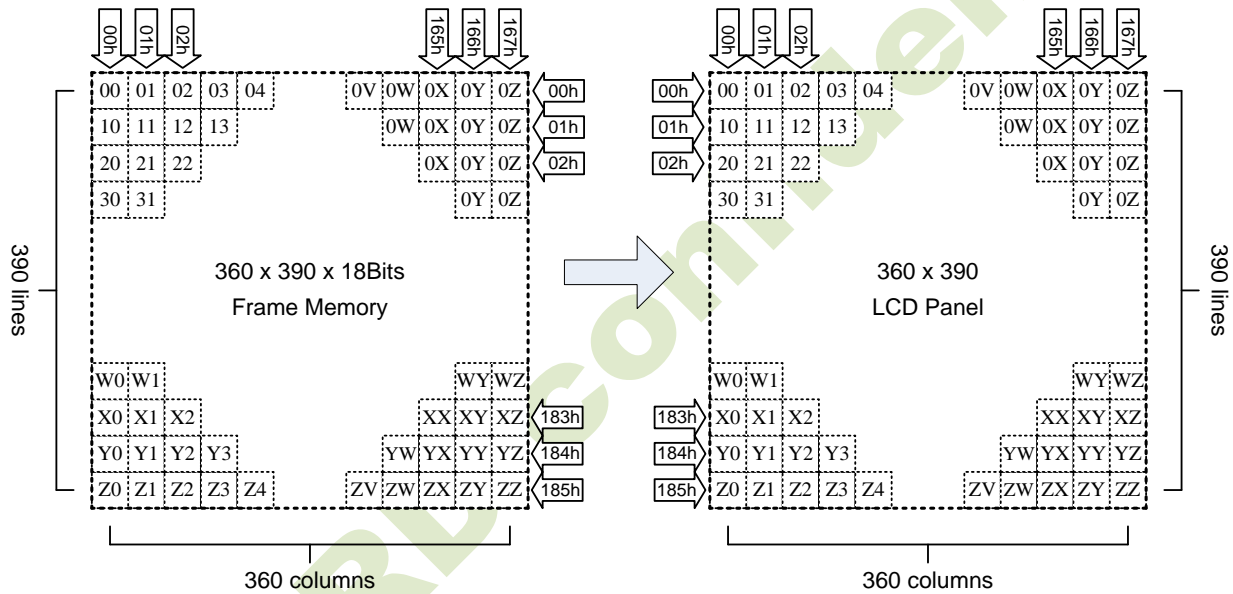 00h 01h 02h 165h 166h 167h 00h 01h 02h 165h 166h 167h
00 01 02 03 04 0V 0W 0X 0Y 0Z 00h 00h 00 01 02 03 04 0V 0W 0X 0Y 0Z
10 11 12 13 0W 0X 0Y 0Z 01h 01h 10 11 12 13 0W 0X 0Y 0Z
20 21 22 0X 0Y 0Z 02h 02h 20 21 22 0X 0Y 0Z
30 31 0Y 0Z 30 31 0Y 0Z
390 lines
360 x 390 x 18Bits
Frame Memory
360 x 390
LCD Panel
390 lines
W0 W1 WY WZ W0 W1 WY WZ
X0 X1 X2 XX XY XZ 183h 183h X0 X1 X2 XX XY XZ
Y0 Y1 Y2 Y3 YW YX YY YZ 184h 184h Y0 Y1 Y2 Y3 YW YX YY YZ
Z0 Z1 Z2 Z3 Z4 ZV ZW ZX ZY ZZ 185h 185h Z0 Z1 Z2 Z3 Z4 ZV ZW ZX ZY ZZ
360 columns 360 columns